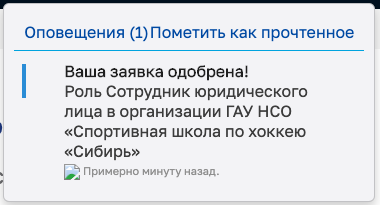 Оповещения (1)Пометить как прочтенное
Ваша заявка одобрена!
Роль Сотрудник юридического
лица в организации ГАУ НСО
«Спортивная школа по хоккею
«Сибирь»
Примерно минуту назад.